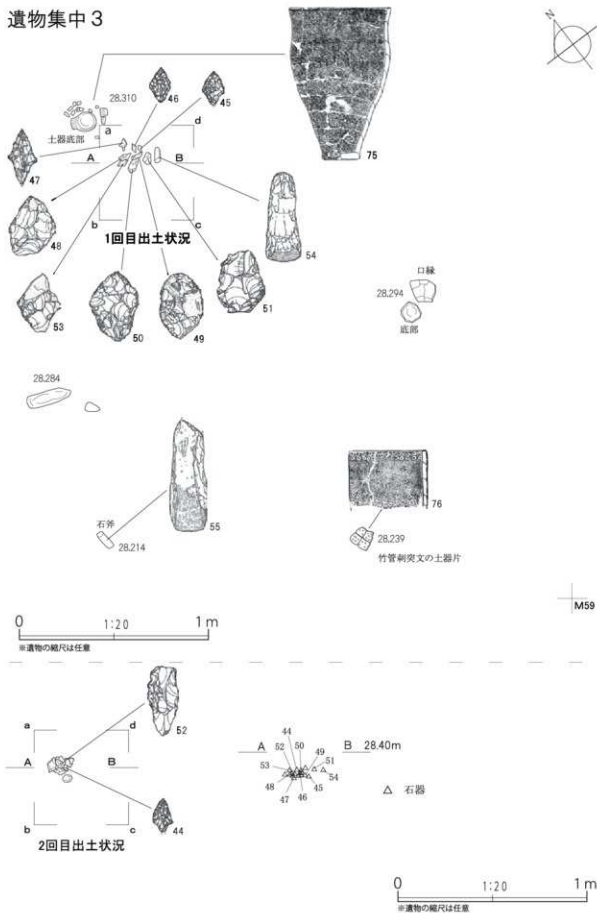 遺物集中3
N
46
45
28.310
土器底部
a
d
A
B
47
75
b
c
1回目出土状況
48
54
53
50
49
51
口縁
28.294
底部
28.284
石斧
28.214
55
76
28.239
竹管刺突文の土器片
M59
0 1:20 1m
※遺物の縮尺は任意
52
a
d
A
B
b
c
44
2回目出土状況
A
B 28.40m
44
52
50
49
53
51
48
54
47
46
45
△ 石器
0 1:20 1m
※遺物の縮尺は任意